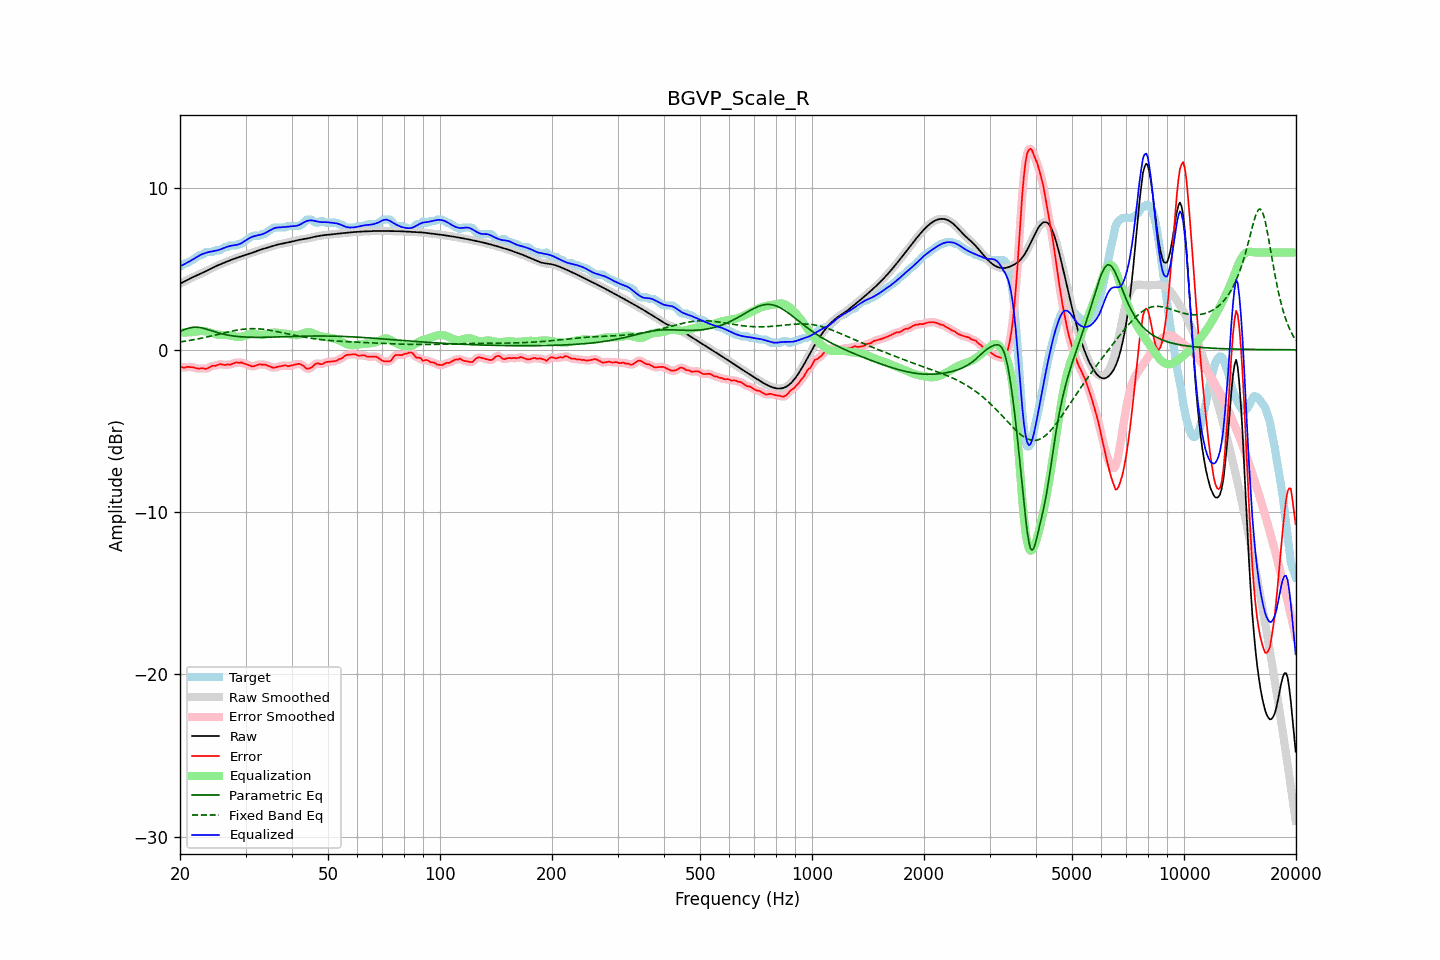 BGVP_Scale_R
Amplitude (dBr)
10
0
−10
−20
−30
Target
Raw Smoothed
Error Smoothed
Raw
Error
Equalization
Parametric Eq
Fixed Band Eq
Equalized
20
50
100
200
500
1000
2000
5000
10000
20000
Frequency (Hz)